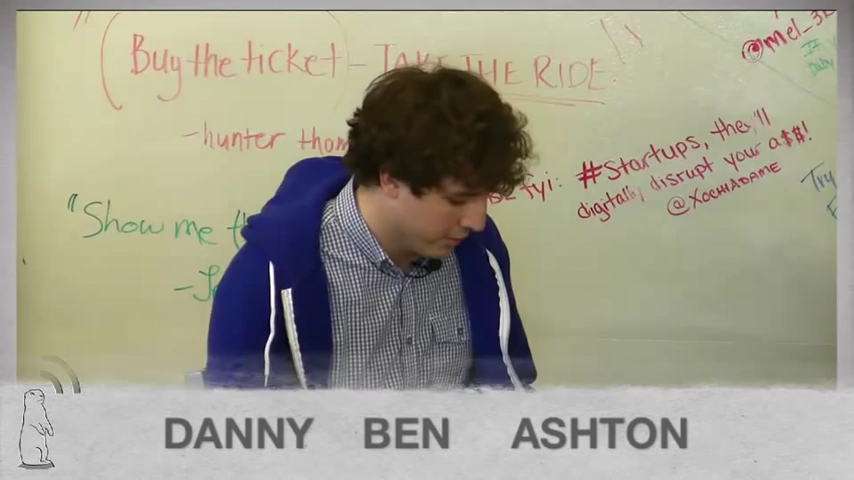 "(Buy the ticket) - TAKE THE RIDE.
-hunter thom
@mel_3
fyi: #Startups, they'll
digitally disrupt your a$$!
@XOCHIADAME
"Show me th
Try
DANNY BEN ASHTON